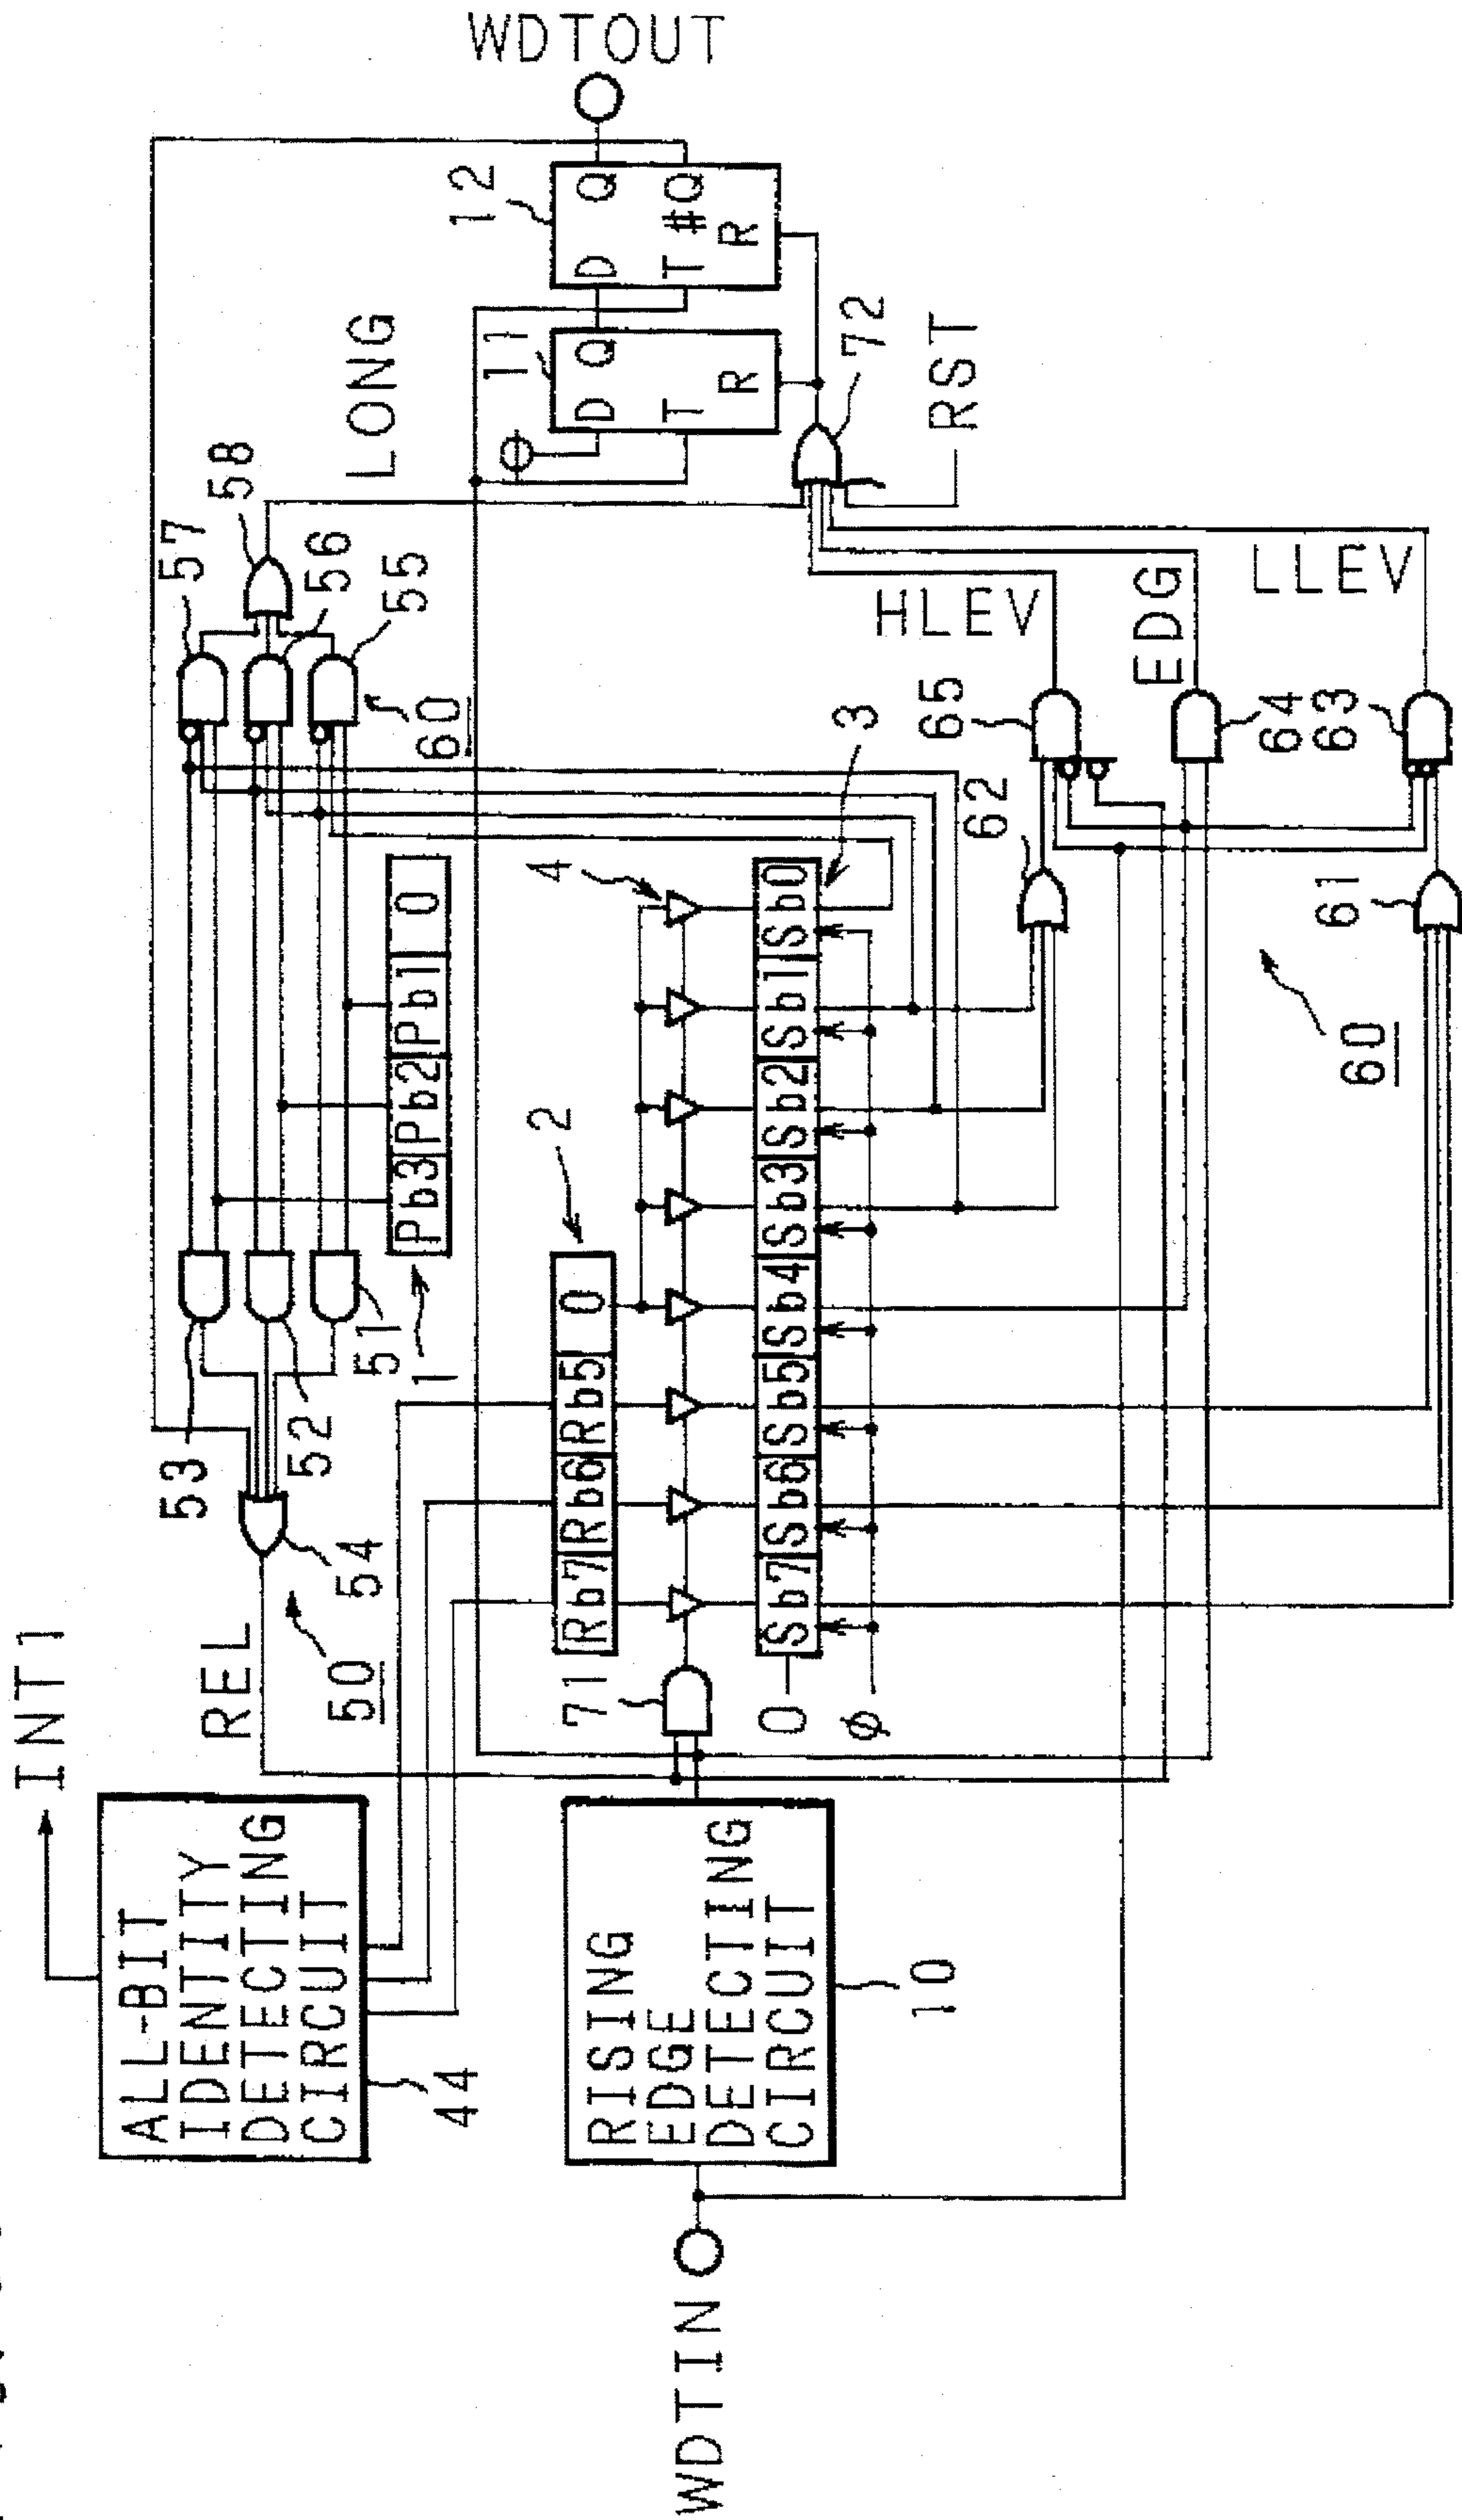 INT1
ALL-BIT
IDENTITY
DETECTING
CIRCUIT
44
REL
50
54
53
52
51
57
58
56
55
60
LONG
1
Pb3 Pb2 Pb1 0
WDTIN
RISING
EDGE
DETECTING
CIRCUIT
10
71
2
Rb7 Rb6 Rb5 0
4
3
0
Sb7 Sb6 Sb5 Sb4 Sb3 Sb2 Sb1 Sb0
φ
φ
11
D Q
T
R
12
D Q
T #Q
R
WDTOUT
72
RST
HLEV
EDG
LLEV
65
62
64
63
61
60